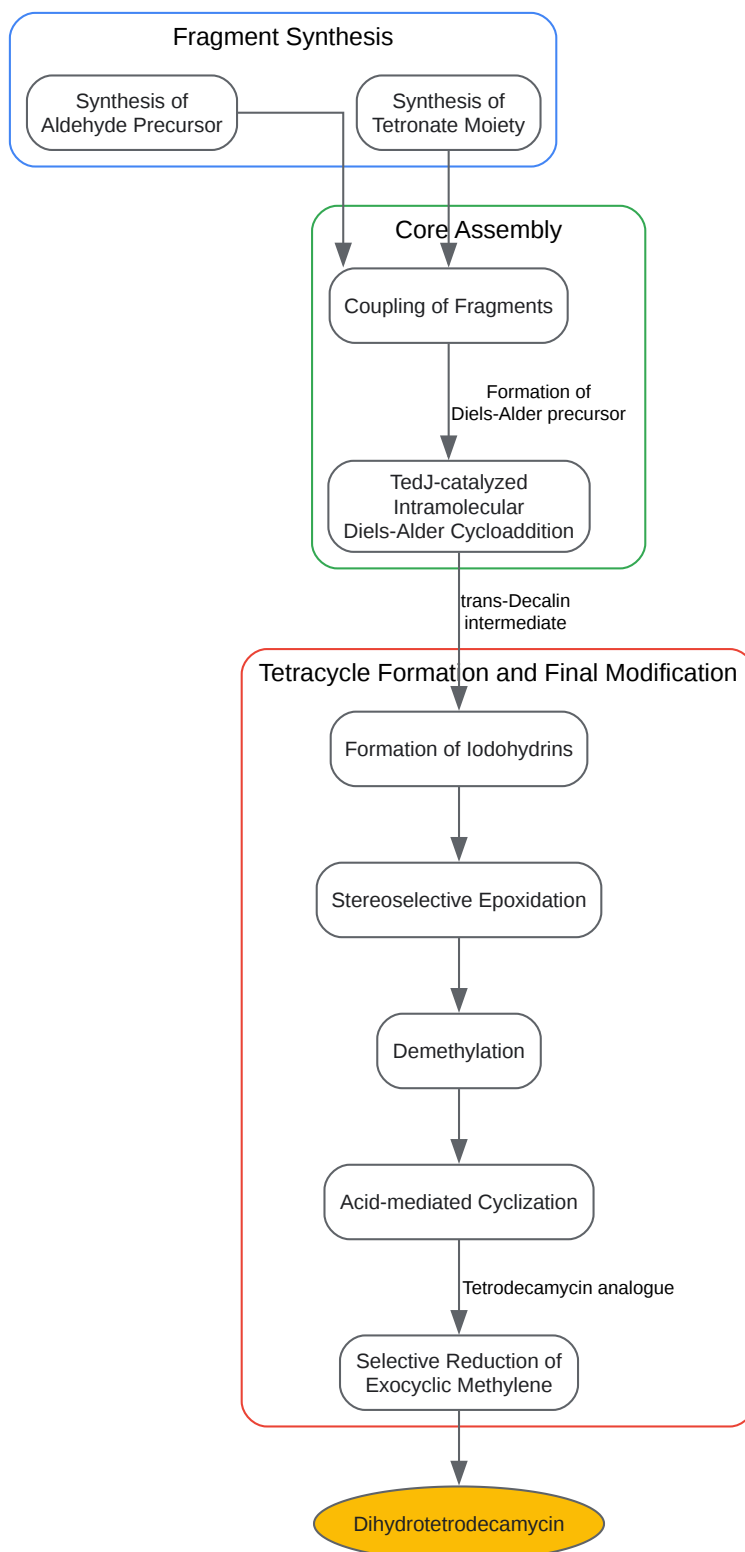 Fragment Synthesis
Synthesis of
Aldehyde Precursor
Synthesis of
Tetronate Moiety
Core Assembly
Coupling of Fragments
Formation of
Diels-Alder precursor
TedJ-catalyzed
Intramolecular
Diels-Alder Cycloaddition
trans-Decalin
intermediate
Tetracycle Formation and Final Modification
Formation of Iodohydrins
Stereoselective Epoxidation
Demethylation
Acid-mediated Cyclization
Tetrodecamycin analogue
Selective Reduction of
Exocyclic Methylene
Dihydrotetrodecamycin